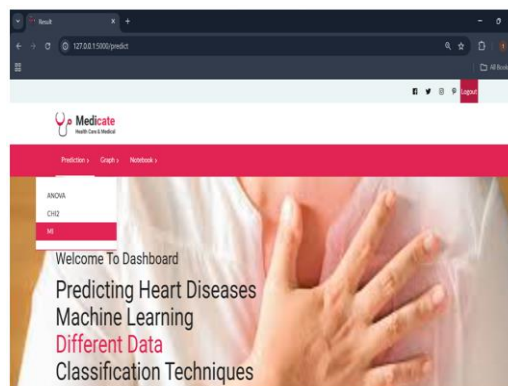 Result
127.0.0.1:5000/predict
All Book
Logout
Medicate
Health Care & Medical
Prediction
Graph
Notebook
ANOVA
CHI2
MI
Welcome To Dashboard
Predicting Heart Diseases
Machine Learning
Different Data
Classification Techniques